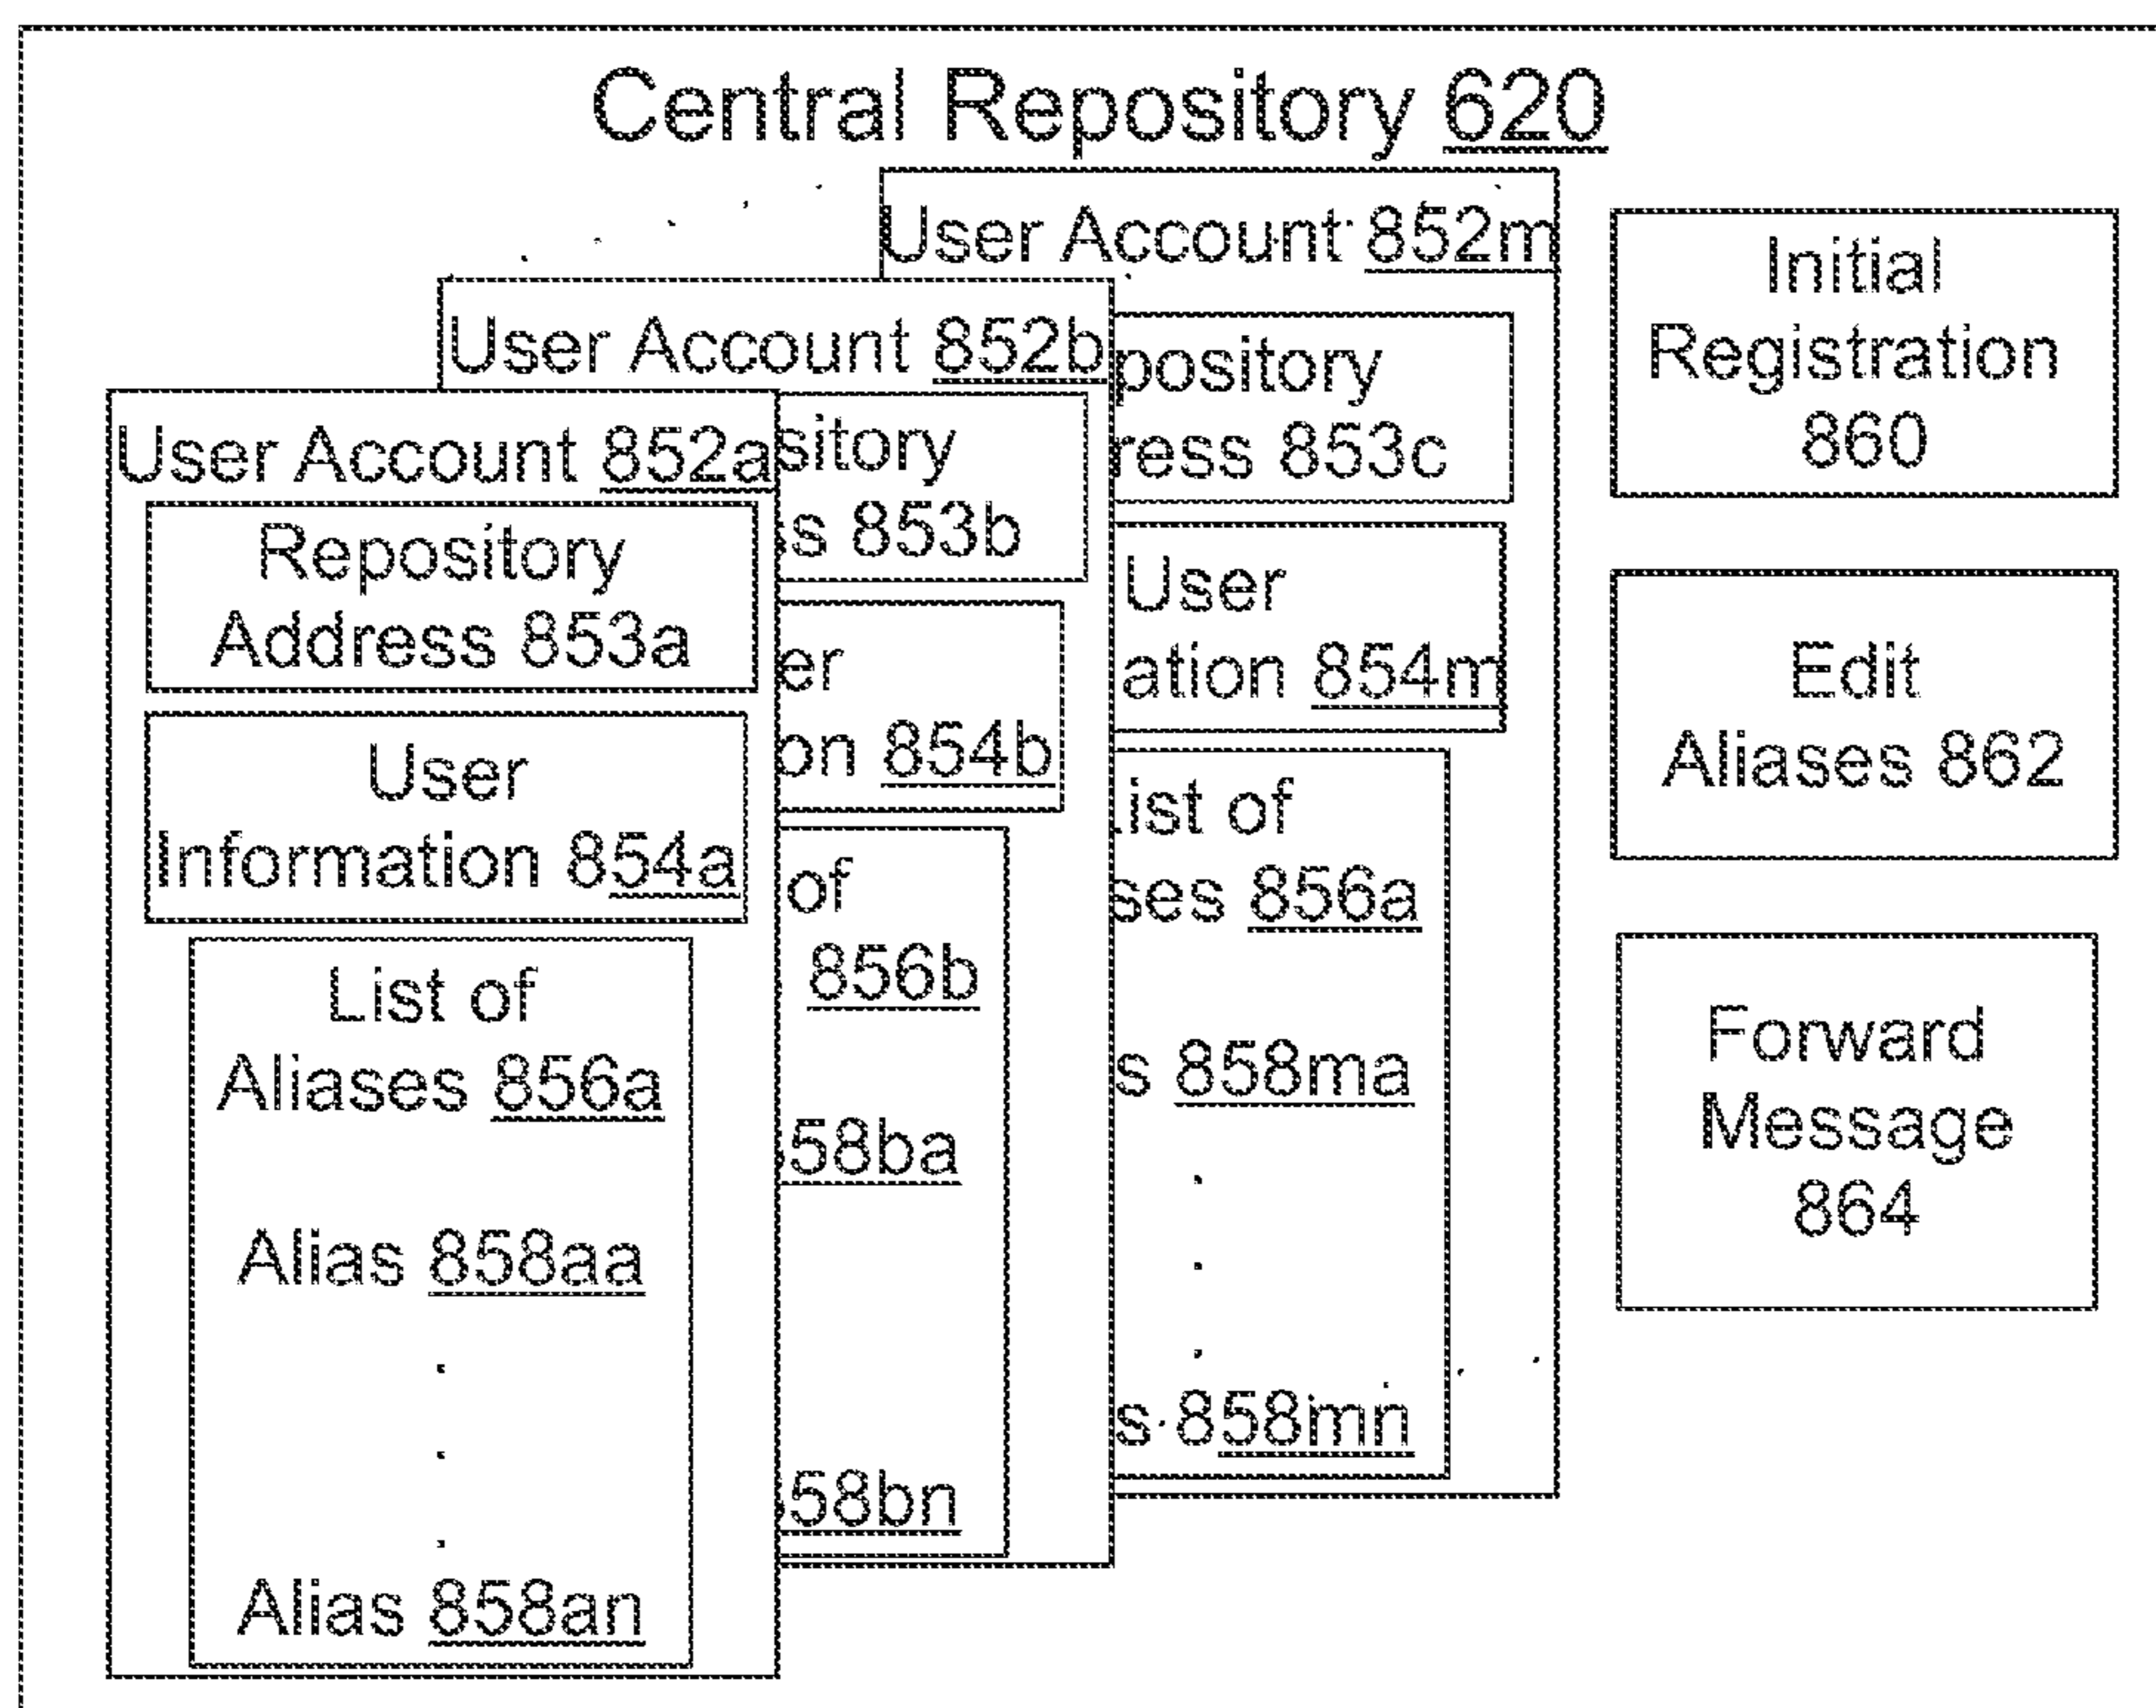 Central Repository 620
User Account 852m
pository
ress 853c
User
ation 854m
ist of
ses 856a
s 858ma
s 858mn
User Account 852b
sitory
s 853b
er
on 854b
of
856b
58ba
58bn
User Account 852a
Repository
Address 853a
User
Information 854a
List of
Aliases 856a
Alias 858aa
Alias 858an
Initial
Registration
860
Edit
Aliases 862
Forward
Message
864